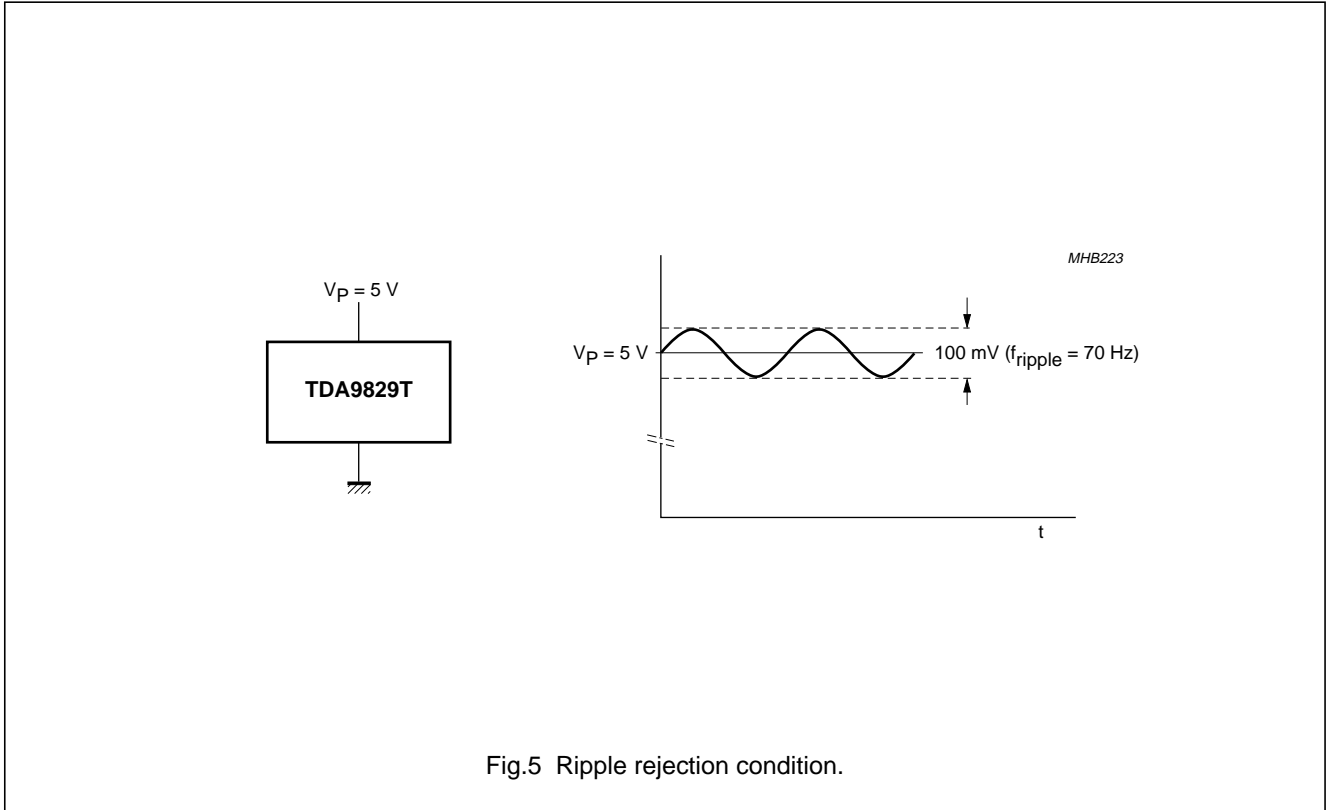 MHB223
VP = 5 V
TDA9829T
VP = 5 V
100 mV (fripple = 70 Hz)
t
Fig.5 Ripple rejection condition.